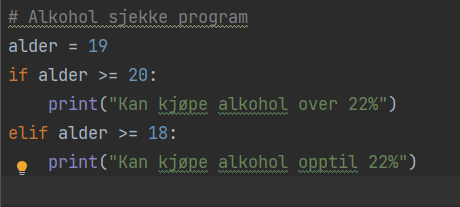 # Alkohol sjekke program
alder = 19
if alder >= 20:
    print("Kan kjøpe alkohol over 22%")
elif alder >= 18:
    print("Kan kjøpe alkohol opptil 22%")